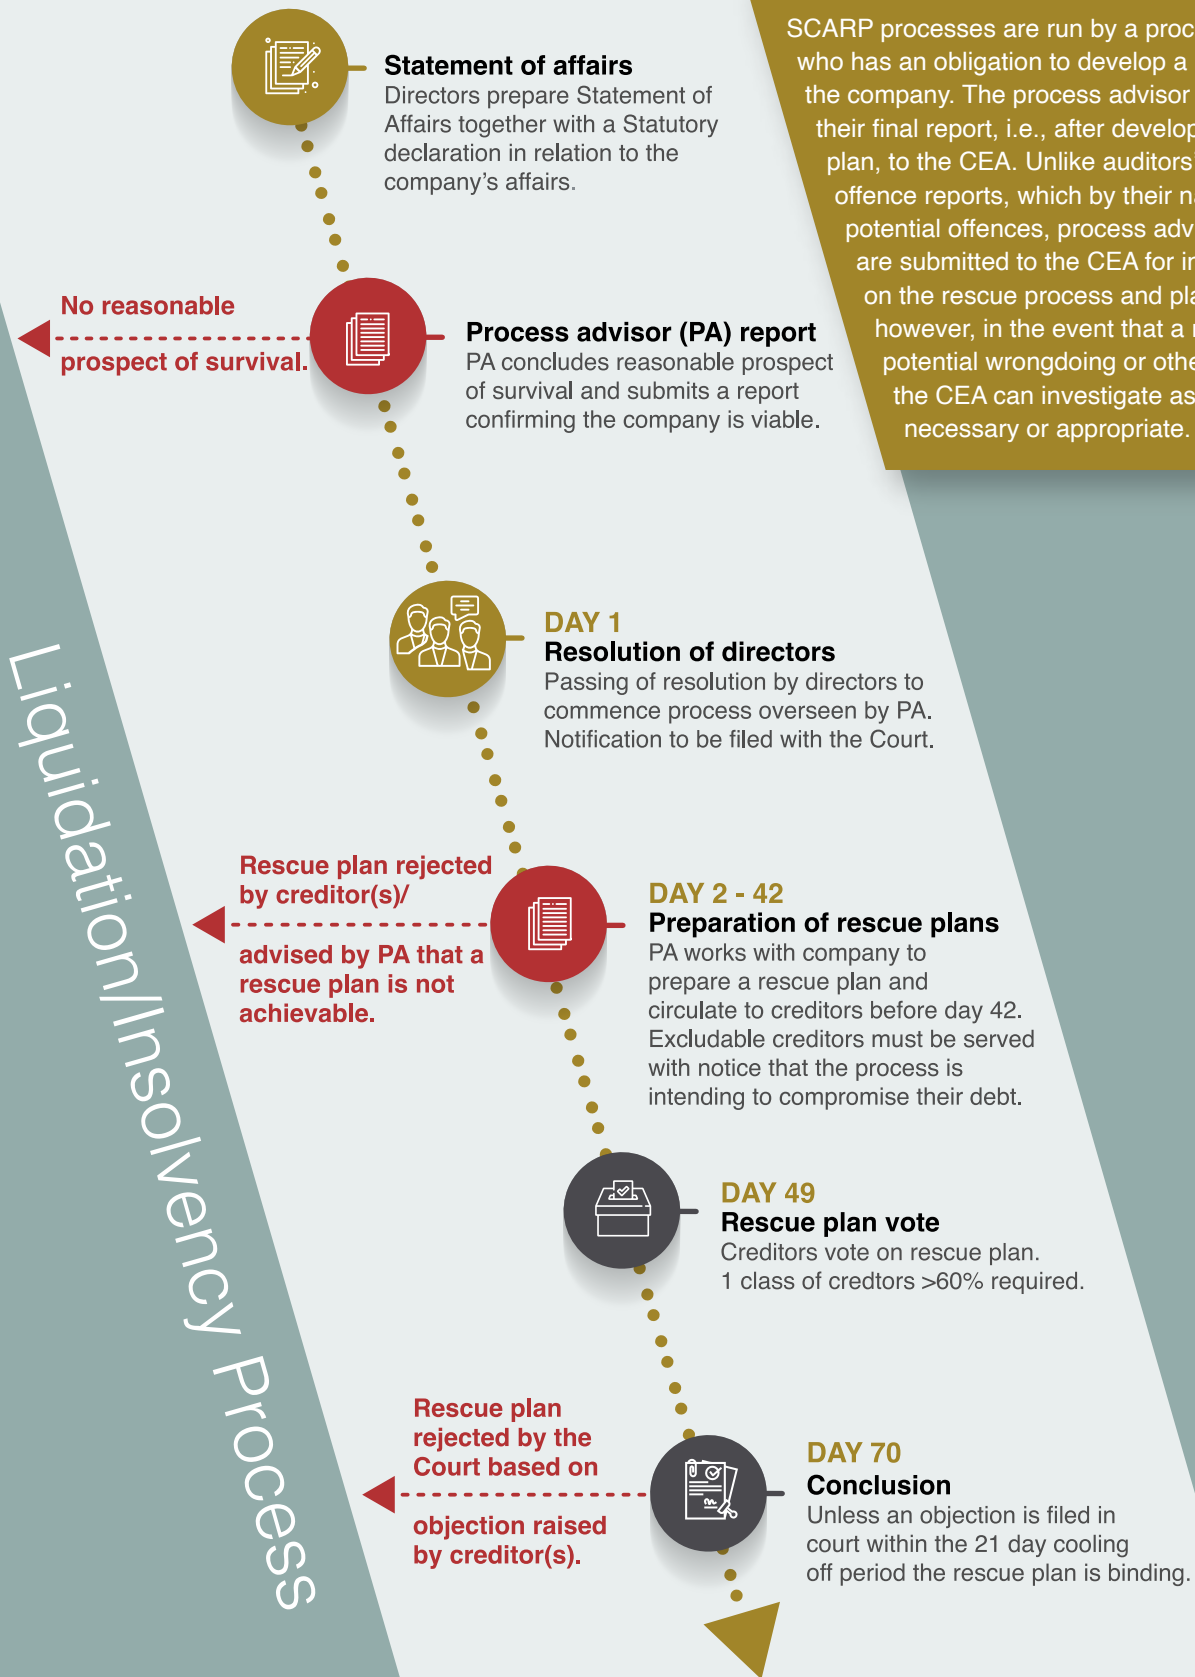 SCARP processes are run by a
who has an obligation to develop a
the company. The process advisor
their final report, i.e., after
plan, to the CEA. Unlike auditors'
offence reports, which by their
potential offences, process
are submitted to the CEA for
on the rescue process and
however, in the event that a
potential wrongdoing or
the CEA can investigate as
necessary or appropriate.
Statement of affairs
Directors prepare Statement of
Affairs together with a Statutory
declaration in relation to the
company's affairs.
No reasonable
prospect of survival.
Process advisor (PA) report
PA concludes reasonable prospect
of survival and submits a report
confirming the company is viable.
DAY 1
Resolution of directors
Passing of resolution by directors to
commence process overseen by PA.
Notification to be filed with the Court.
Liquidation/Insolvency Process
Rescue plan rejected
by creditor(s)/
advised by PA that a
rescue plan is not
achievable.
DAY 2 - 42
Preparation of rescue plans
PA works with company to
prepare a rescue plan and
circulate to creditors before day 42.
Excludable creditors must be served
with notice that the process is
intending to compromise their debt.
DAY 49
Rescue plan vote
Creditors vote on rescue plan.
1 class of credtors >60% required.
Rescue plan
rejected by the
Court based on
objection raised
by creditor(s).
DAY 70
Conclusion
Unless an objection is filed in
court within the 21 day cooling
off period the rescue plan is binding.